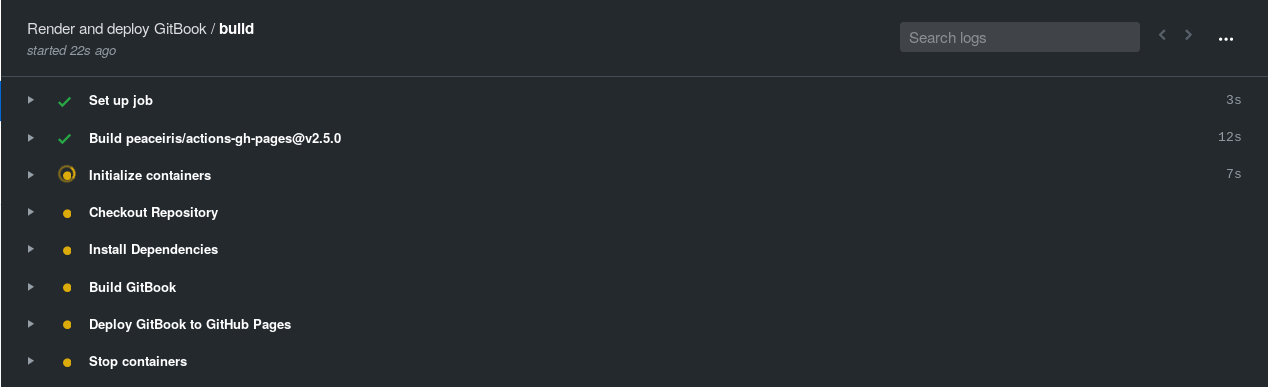 Render and deploy GitBook / build
started 22s ago
Search logs
Set up job 3s
Build peaceiris/actions-gh-pages@v2.5.0 12s
Initialize containers 7s
Checkout Repository
Install Dependencies
Build GitBook
Deploy GitBook to GitHub Pages
Stop containers